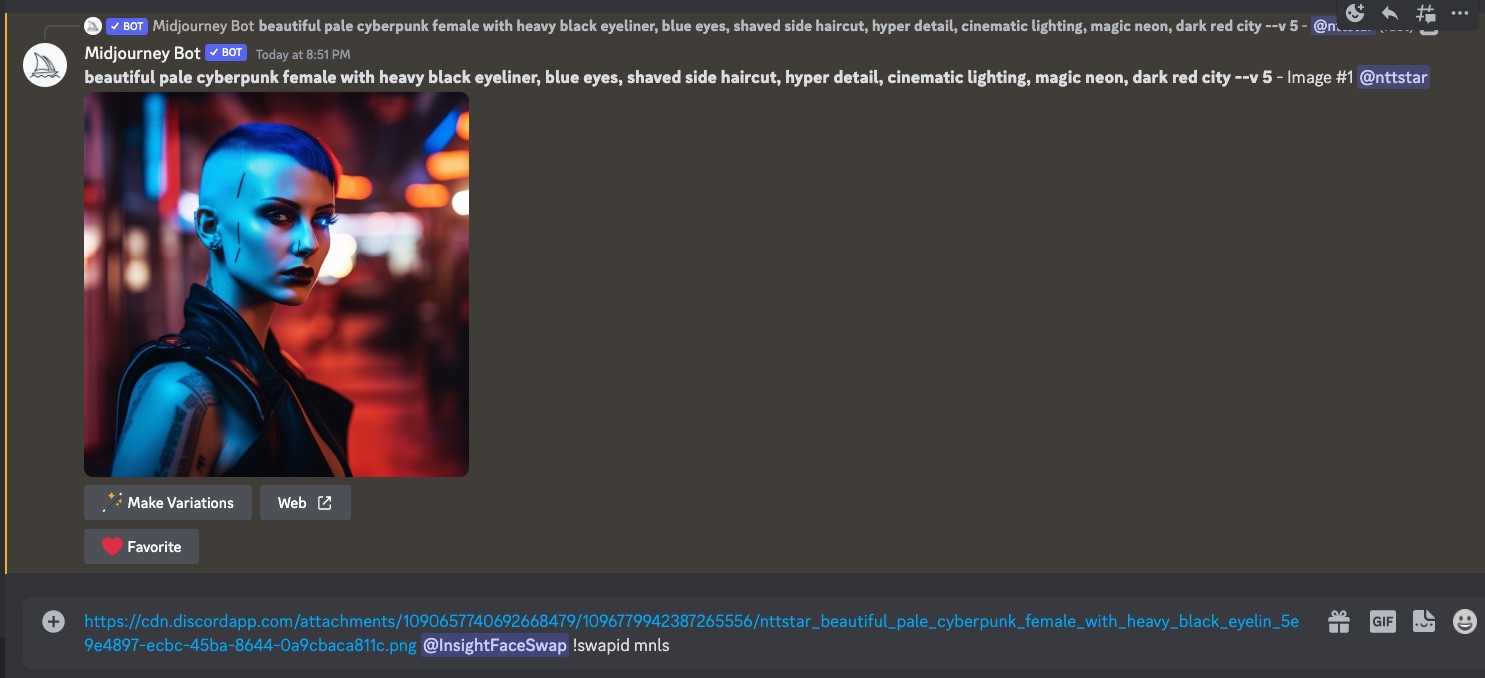 BOT Midjourney Bot beautiful pale cyberpunk female with heavy black eyeliner, blue eyes, shaved side haircut, hyper detail, cinematic lighting, magic neon, dark red city --v 5 -
Midjourney Bot BOT Today at 8:51 PM
beautiful pale cyberpunk female with heavy black eyeliner, blue eyes, shaved side haircut, hyper detail, cinematic lighting, magic neon, dark red city --v 5 - Image #1 @nttstar
Make Variations Web
Favorite
https://cdn.discordapp.com/attachments/1090657740692668479/1096779942387265556/nttstar_beautiful_pale_cyberpunk_female_with_heavy_black_eyelin_5e
9e4897-ecbc-45ba-8644-0a9cbaca811c.png @InsightFaceSwap !swapid mnls
GIF